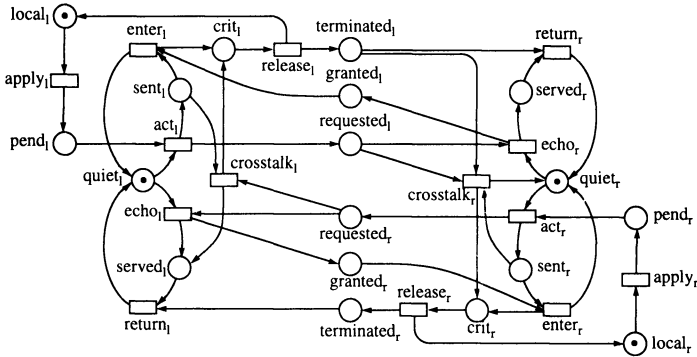 local_l
crit_l
terminated_l
enter_l
return_r
release_l
apply_l
granted_l
sent_l
served_r
requested_l
act_l
pend_l
echo_r
crosstalk_l
quiet_l
quiet_r
crosstalk_r
echo_l
pend_r
act_r
requested_r
served_l
sent_r
granted_r
apply_r
release_r
return_l
terminated_r
crit_r
enter_r
local_r